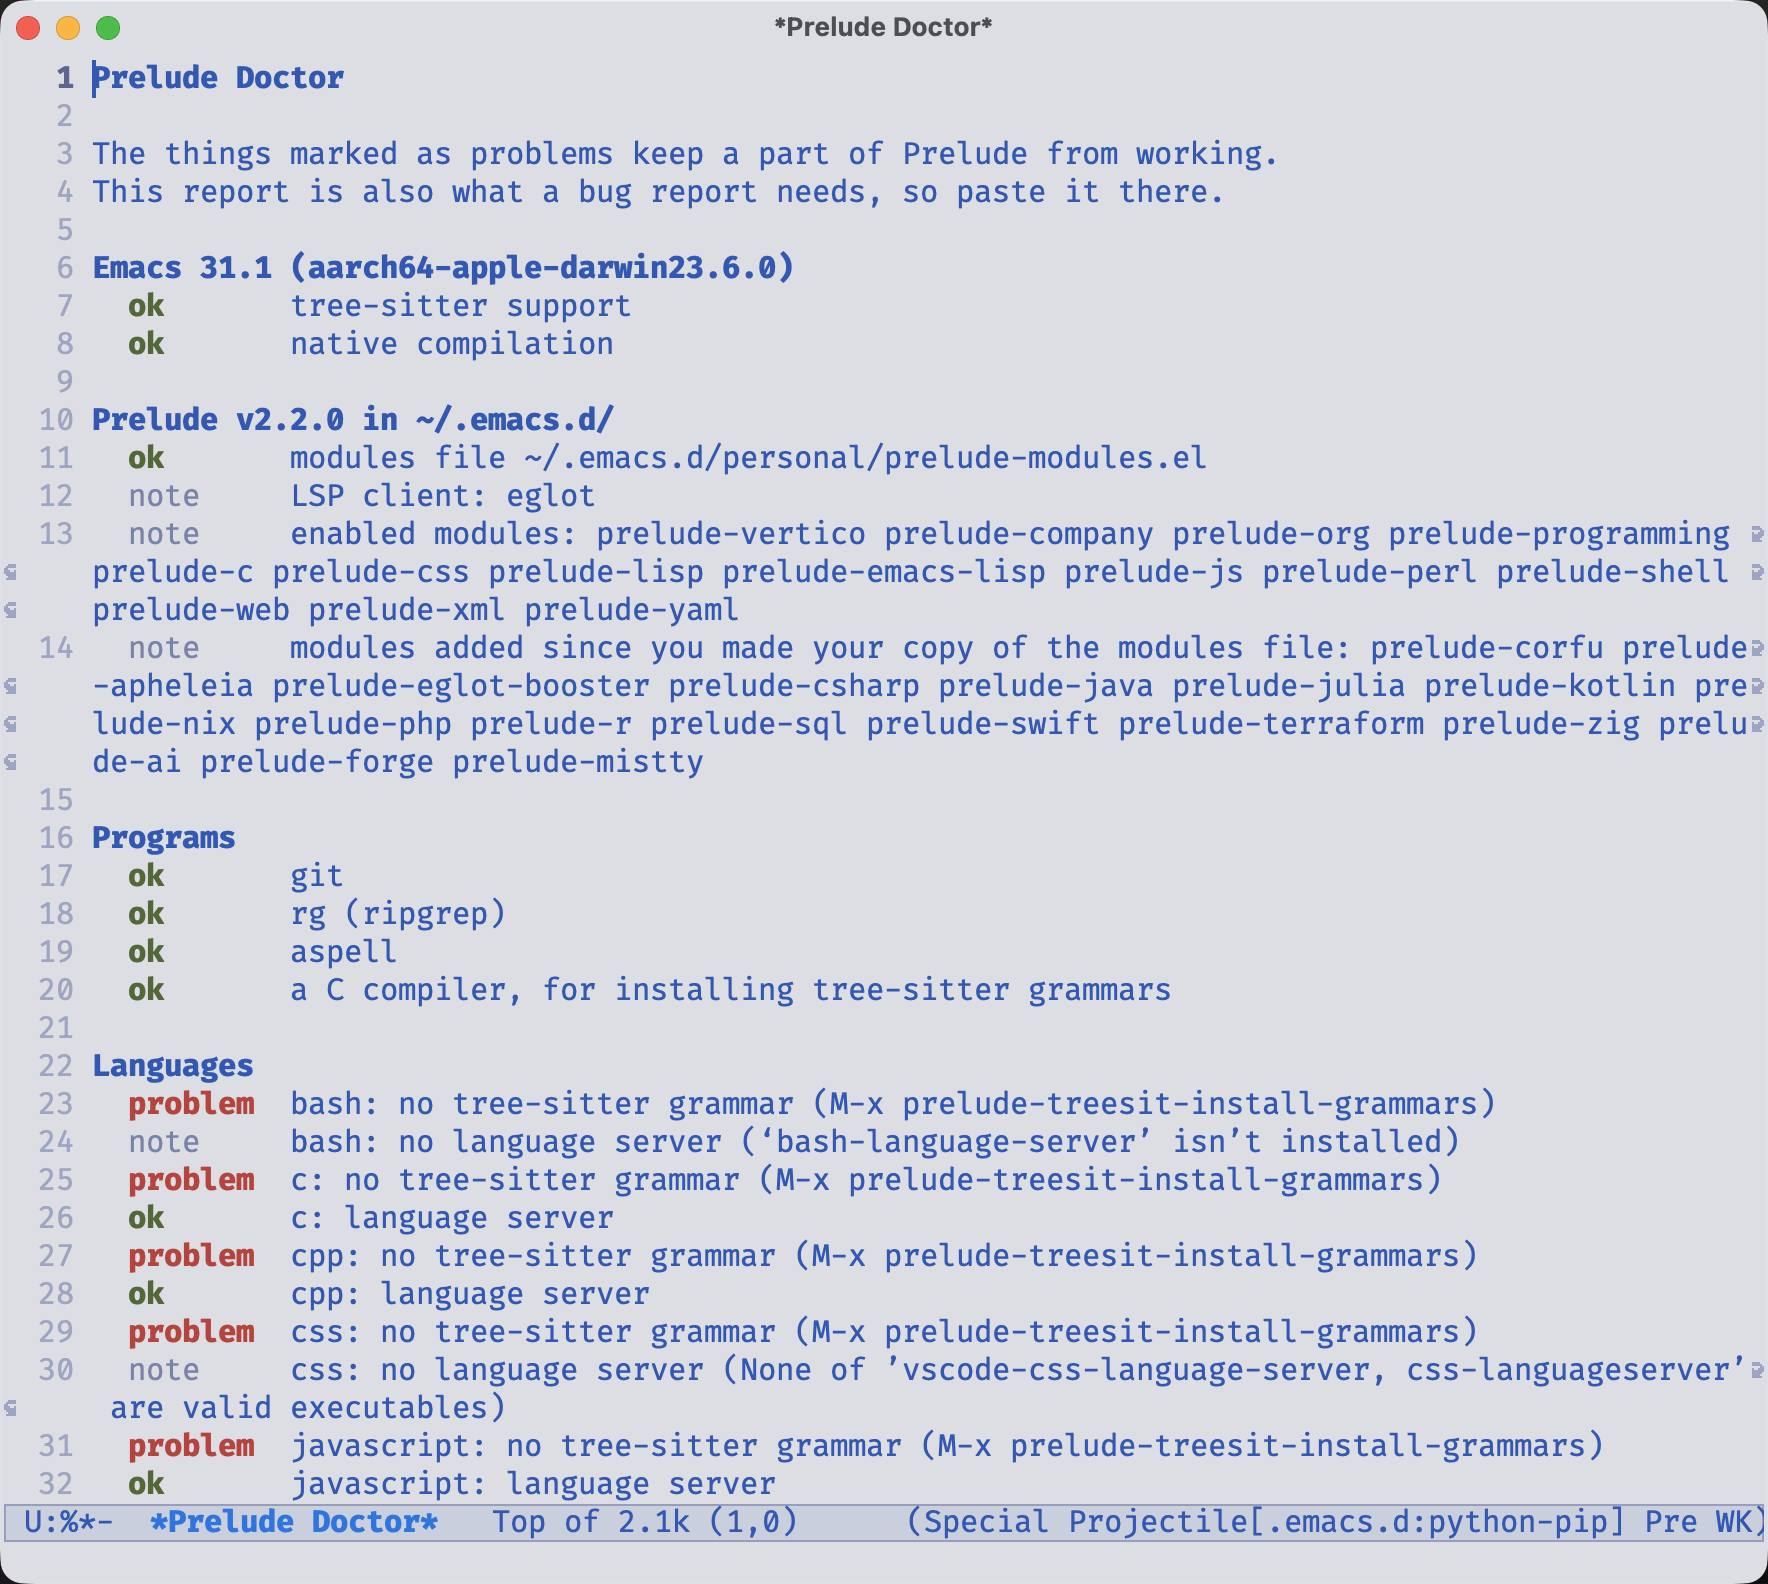 *Prelude Doctor*
1 Prelude Doctor
2
3 The things marked as problems keep a part of Prelude from working.
4 This report is also what a bug report needs, so paste it there.
5
6 Emacs 31.1 (aarch64-apple-darwin23.6.0)
7 ok tree-sitter support
8 ok native compilation
9
10 Prelude v2.2.0 in ~/.emacs.d/
11 ok modules file ~/.emacs.d/personal/prelude-modules.el
12 note LSP client: eglot
13 note enabled modules: prelude-vertico prelude-company prelude-org prelude-programming
prelude-c prelude-css prelude-lisp prelude-emacs-lisp prelude-js prelude-perl prelude-shell
prelude-web prelude-xml prelude-yaml
14 note modules added since you made your copy of the modules file: prelude-corfu prelude
-apheleia prelude-eglot-booster prelude-csharp prelude-java prelude-julia prelude-kotlin pre
lude-nix prelude-php prelude-r prelude-sql prelude-swift prelude-terraform prelude-zig prelu
de-ai prelude-forge prelude-mistty
15
16 Programs
17 ok git
18 ok rg (ripgrep)
19 ok aspell
20 ok a C compiler, for installing tree-sitter grammars
21
22 Languages
23 problem bash: no tree-sitter grammar (M-x prelude-treesit-install-grammars)
24 note bash: no language server (‘bash-language-server’ isn’t installed)
25 problem c: no tree-sitter grammar (M-x prelude-treesit-install-grammars)
26 ok c: language server
27 problem cpp: no tree-sitter grammar (M-x prelude-treesit-install-grammars)
28 ok cpp: language server
29 problem css: no tree-sitter grammar (M-x prelude-treesit-install-grammars)
30 note css: no language server (None of ’vscode-css-language-server, css-languageserver’
are valid executables)
31 problem javascript: no tree-sitter grammar (M-x prelude-treesit-install-grammars)
32 ok javascript: language server
U:%*- *Prelude Doctor* Top of 2.1k (1,0) (Special Projectile[.emacs.d:python-pip] Pre WK)